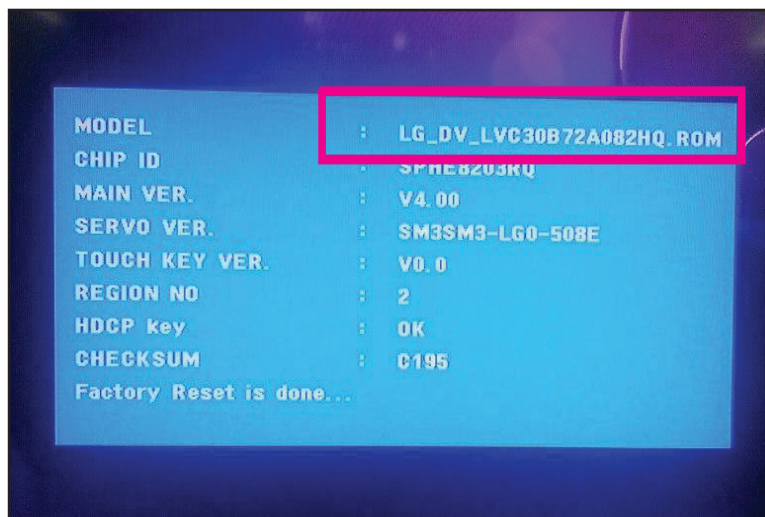 MODEL : LG_DV_LVC30B72A082HQ.ROM
CHIP ID : SPHE8203RQ
MAIN VER. : V4.00
SERVO VER. : SM3SM3-LG0-508E
TOUCH KEY VER. : V0.0
REGION NO : 2
HDCP key : OK
CHECKSUM : C195
Factory Reset is done...